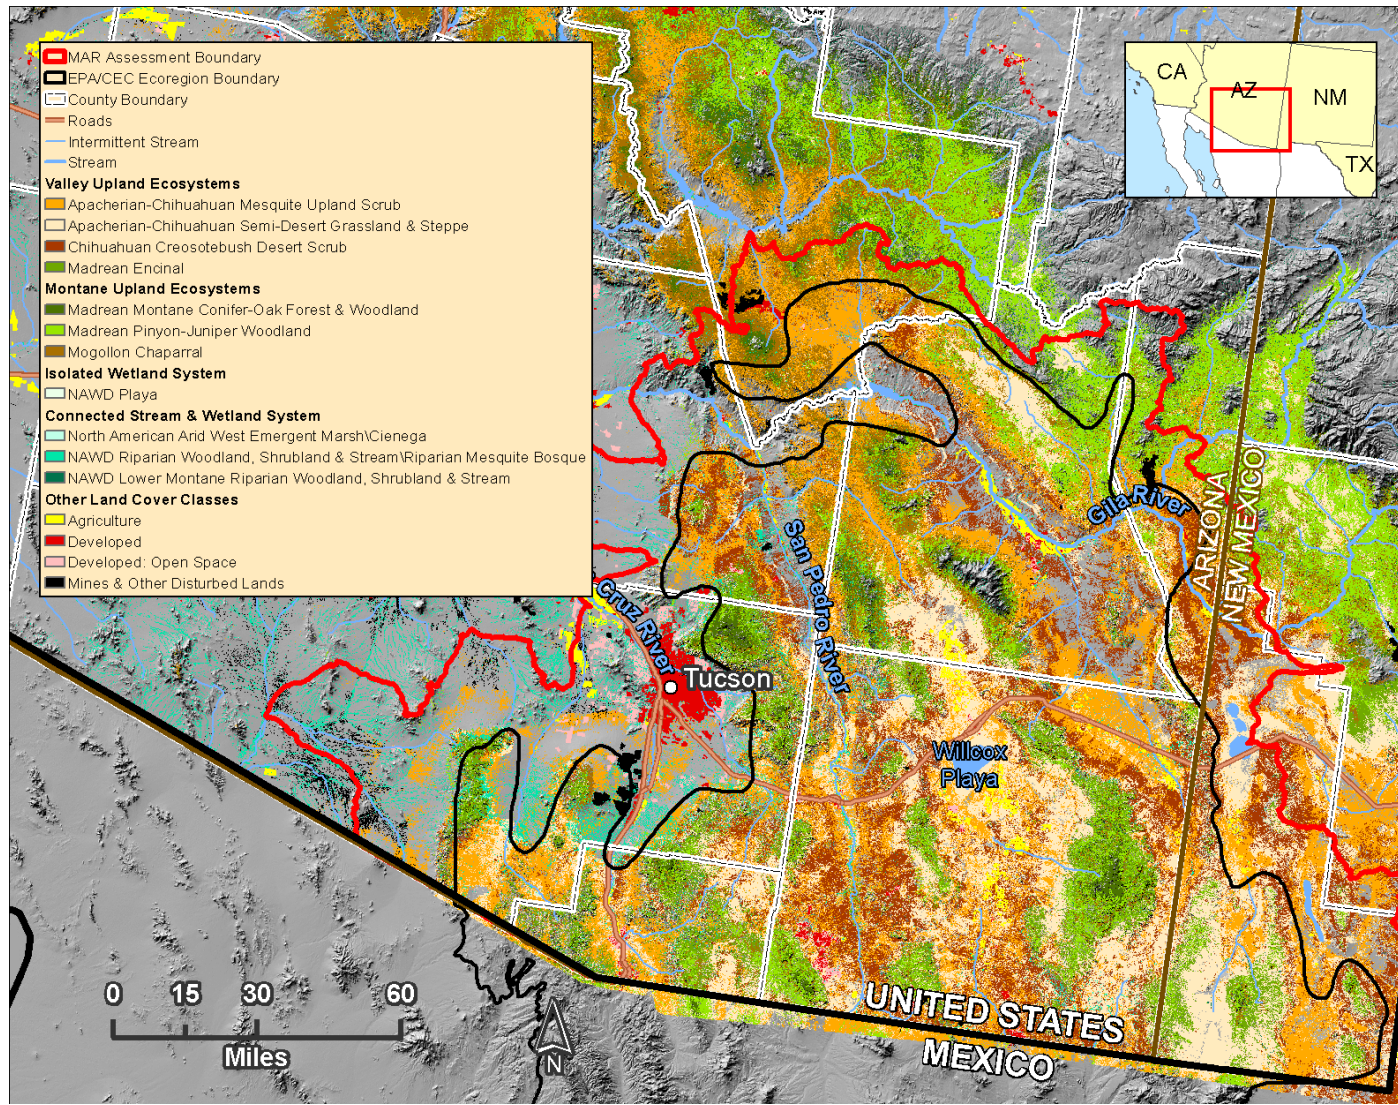 MAR Assessment Boundary
EPA/CEC Ecoregion Boundary
County Boundary
Roads
Intermittent Stream
Stream
Valley Upland Ecosystems
Apacherian-Chihuahuan Mesquite Upland Scrub
Apacherian-Chihuahuan Semi-Desert Grassland & Steppe
Chihuahuan Creosotebush Desert Scrub
Madrean Encinal
Montane Upland Ecosystems
Madrean Montane Conifer-Oak Forest & Woodland
Madrean Pinyon-Juniper Woodland
Mogollon Chaparral
Isolated Wetland System
NAWD Playa
Connected Stream & Wetland System
North American Arid West Emergent Marsh\Cienega
NAWD Riparian Woodland, Shrubland & Stream\Riparian Mesquite Bosque
NAWD Lower Montane Riparian Woodland, Shrubland & Stream
Other Land Cover Classes
Agriculture
Developed
Developed: Open Space
Mines & Other Disturbed Lands
CA
AZ
NM
TX
Gila River
ARIZONA
NEW MEXICO
San Pedro River
Cruz River
Tucson
Willcox
Playa
0 15 30 60
Miles
N
UNITED STATES
MEXICO